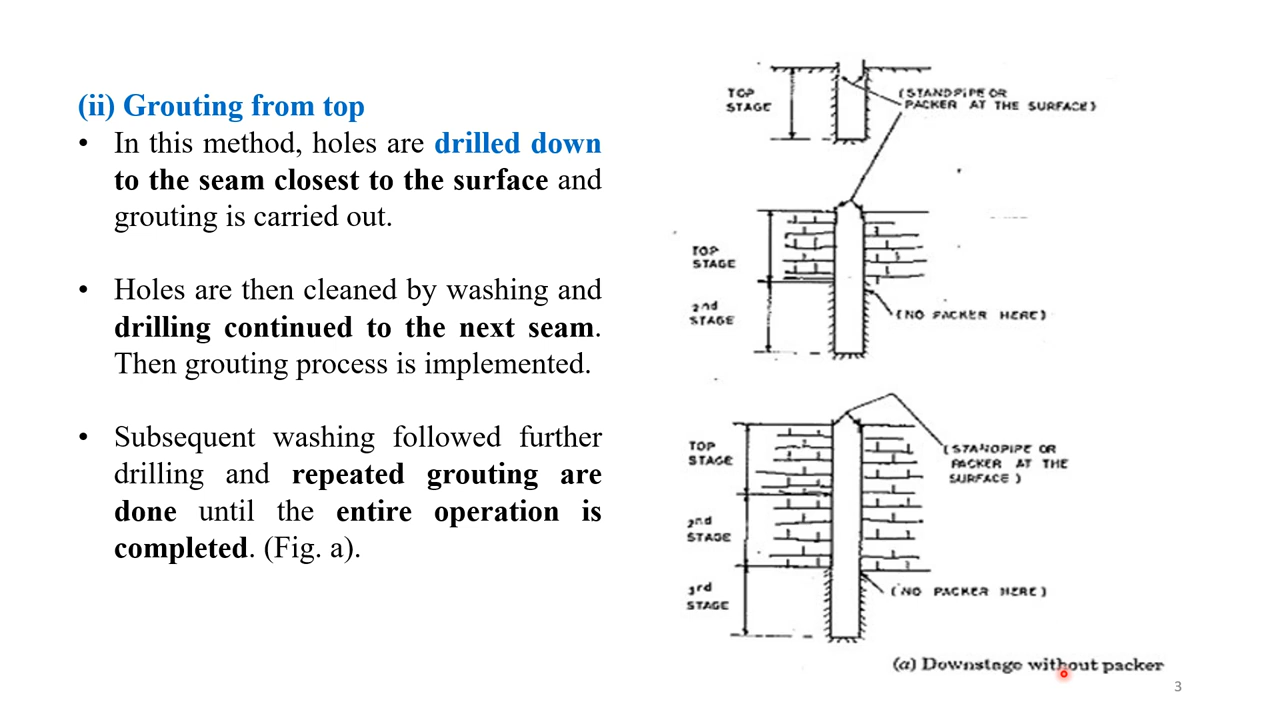 (ii) Grouting from top
• In this method, holes are drilled down
to the seam closest to the surface and
grouting is carried out.
• Holes are then cleaned by washing and
drilling continued to the next seam.
Then grouting process is implemented.
• Subsequent washing followed further
drilling and repeated grouting are
done until the entire operation is
completed. (Fig. a).
TOP
STAGE
(STANDPIPE OR
PACKER AT THE SURFACE)
TOP
STAGE
2nd
STAGE
(NO PACKER HERE)
TOP
STAGE
(STANDPIPE OR
PACKER AT THE
SURFACE)
2nd
STAGE
3rd
STAGE
(NO PACKER HERE)
(a) Downstage without packer
3